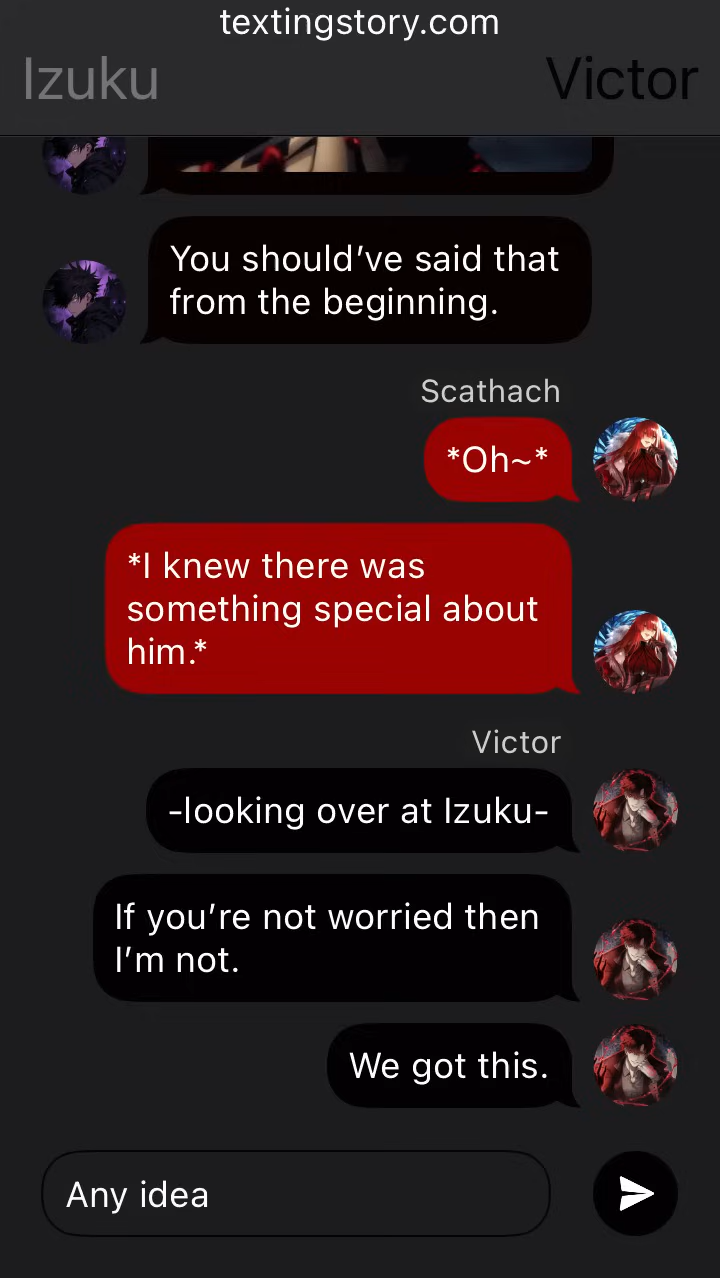 textingstory.com
Izuku
Victor
You should’ve said that
from the beginning.
Scathach
*Oh~*
*I knew there was
something special about
him.*
Victor
-looking over at Izuku-
If you’re not worried then
I’m not.
We got this.
Any idea